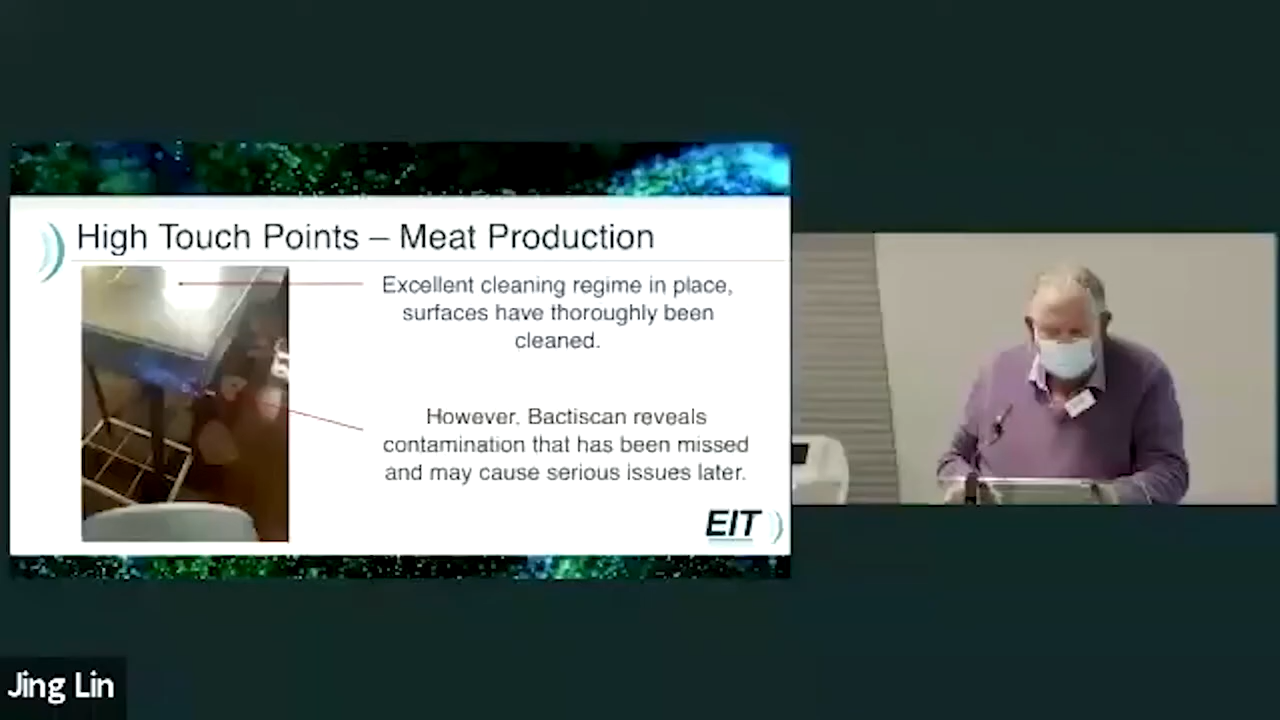 High Touch Points – Meat Production
Excellent cleaning regime in place,
surfaces have thoroughly been
cleaned.
However, Bactiscan reveals
contamination that has been missed
and may cause serious issues later.
EIT
Jing Lin